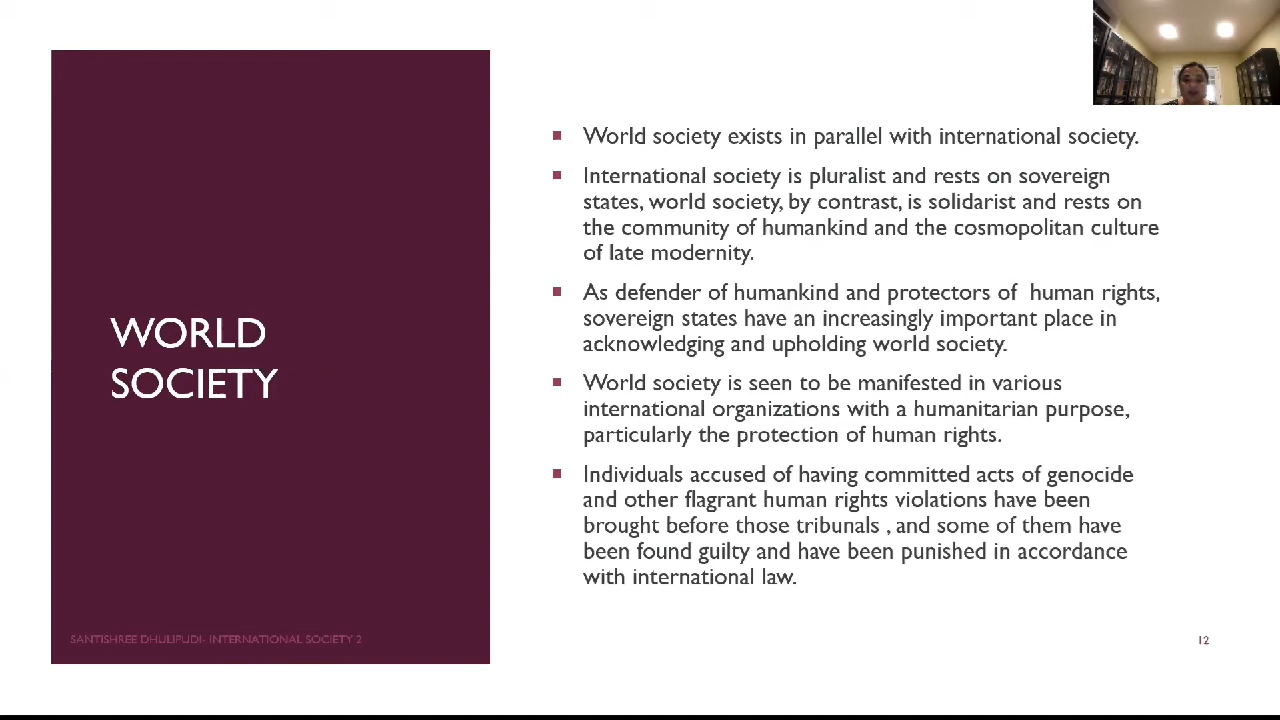 WORLD
SOCIETY
World society exists in parallel with international society.
International society is pluralist and rests on sovereign
states, world society, by contrast, is solidarist and rests on
the community of humankind and the cosmopolitan culture
of late modernity.
As defender of humankind and protectors of human rights,
sovereign states have an increasingly important place in
acknowledging and upholding world society.
World society is seen to be manifested in various
international organizations with a humanitarian purpose,
particularly the protection of human rights.
Individuals accused of having committed acts of genocide
and other flagrant human rights violations have been
brought before those tribunals , and some of them have
been found guilty and have been punished in accordance
with international law.
SANTISHREE DHULIPUDI- INTERNATIONAL SOCIETY 2
12